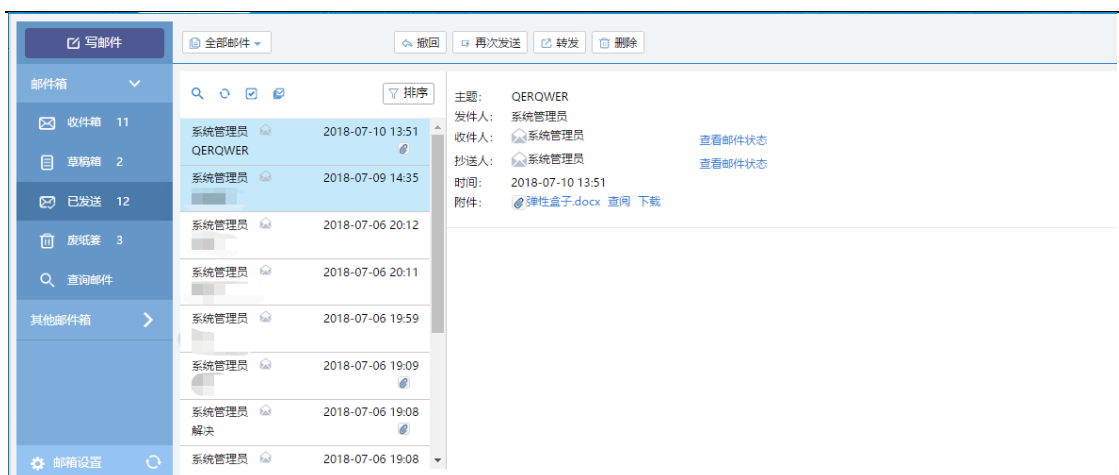 写邮件
全部邮件
撤回 再次发送 转发 删除
邮件箱
收件箱 11
草稿箱 2
已发送 12
废纸篓 3
查询邮件
其他邮件箱
邮箱设置
排序
系统管理员 2018-07-10 13:51
QERQWER
系统管理员 2018-07-09 14:35
系统管理员 2018-07-06 20:12
系统管理员 2018-07-06 20:11
系统管理员 2018-07-06 19:59
系统管理员 2018-07-06 19:09
系统管理员 2018-07-06 19:08
解决
系统管理员 2018-07-06 19:08
主题: QERQWER
发件人: 系统管理员
收件人: 系统管理员 查看邮件状态
抄送人: 系统管理员 查看邮件状态
时间: 2018-07-10 13:51
附件: 弹性盒子.docx 查阅 下载